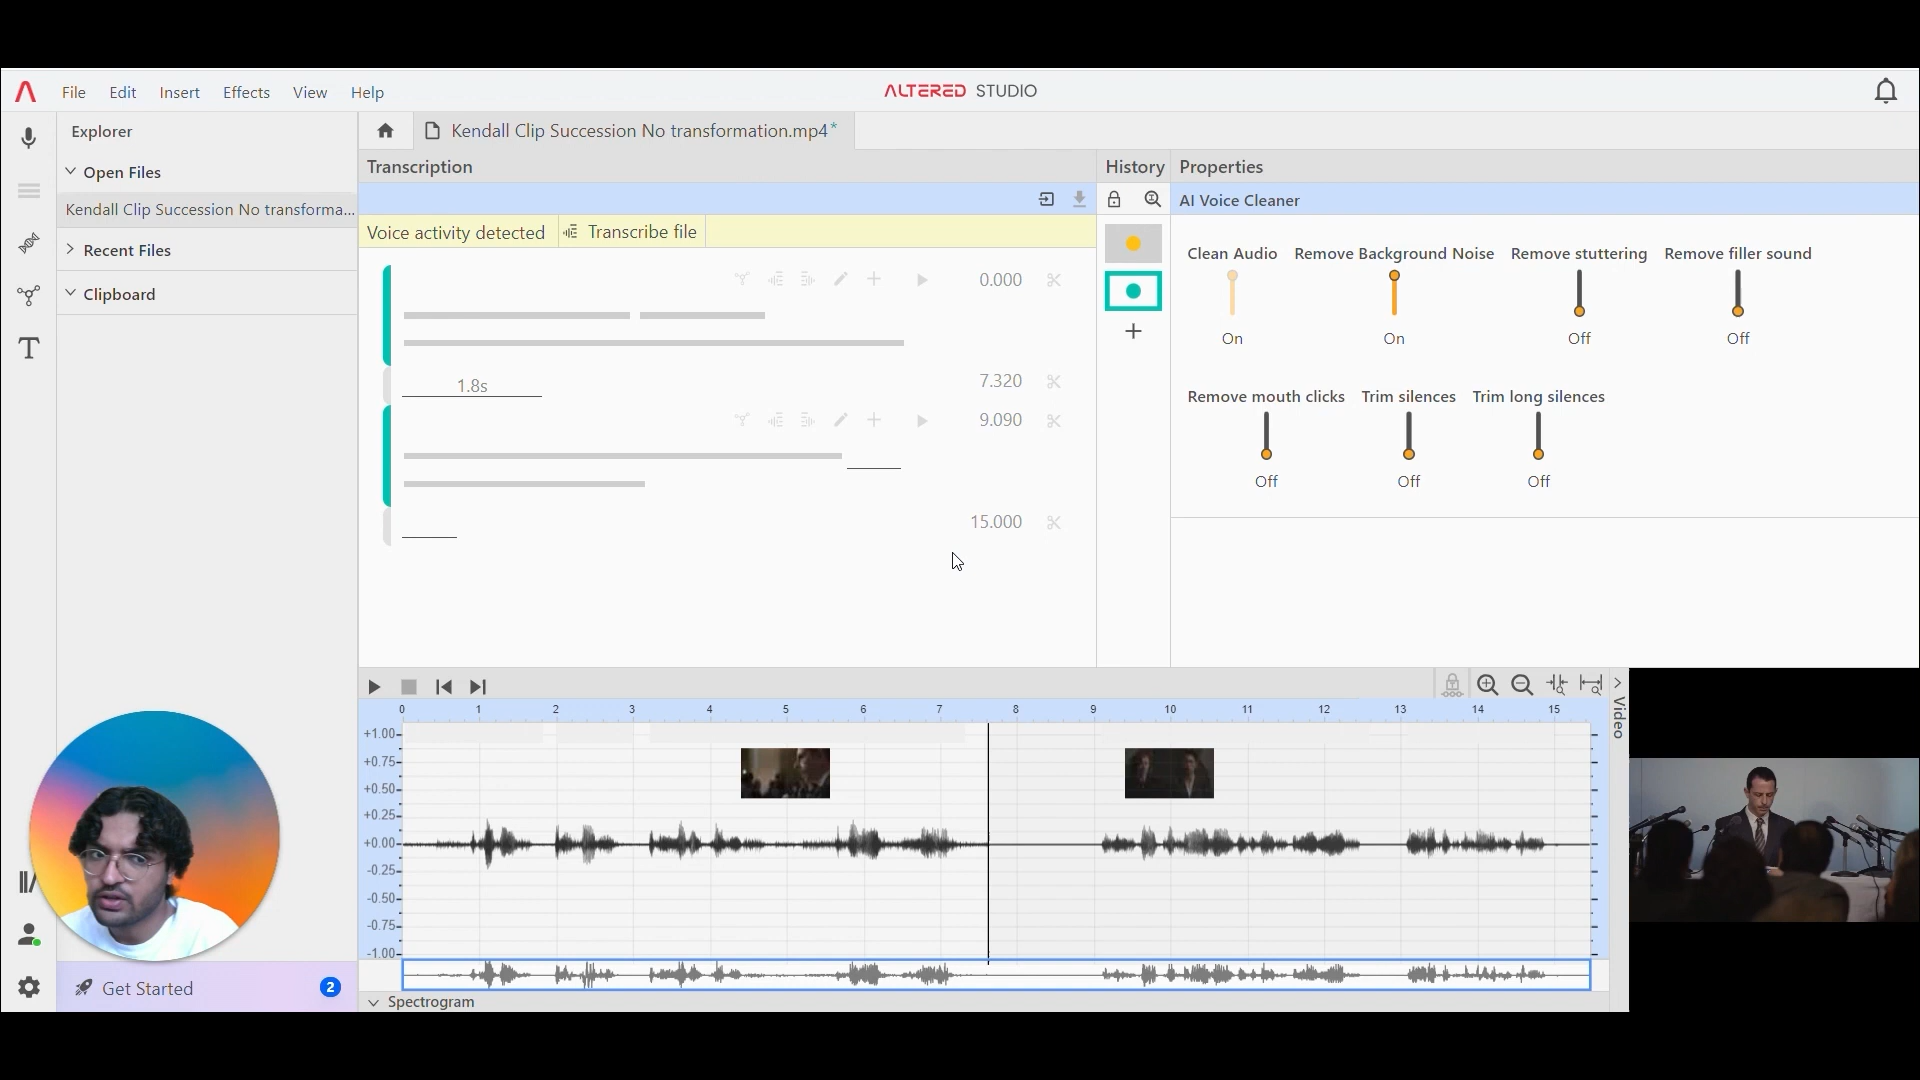 File Edit Insert Effects View Help
ALTERED STUDIO
Explorer
Open Files
Kendall Clip Succession No transforma...
Recent Files
Clipboard
Get Started
2
Kendall Clip Succession No transformation.mp4*
Transcription
Voice activity detected
Transcribe file
0.000
1.8s
7.320
9.090
15.000
History
Properties
AI Voice Cleaner
Clean Audio Remove Background Noise Remove stuttering Remove filler sound
On On Off Off
Remove mouth clicks Trim silences Trim long silences
Off Off Off
0 1 2 3 4 5 6 7 8 9 10 11 12 13 14 15
+1.00
+0.75
+0.50
+0.25
+0.00
-0.25
-0.50
-0.75
-1.00
Video
Spectrogram